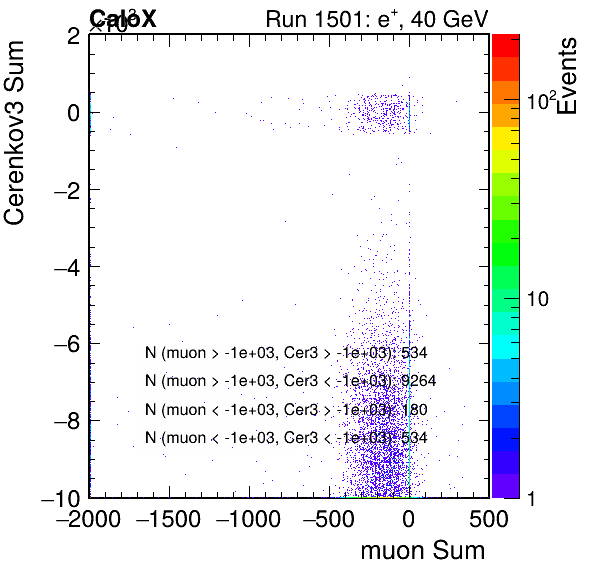 CaloX Run 1501: e⁺, 40 GeV
×10³
Cerenkov3 Sum
Events
2
0
−2
−4
−6
−8
−10
N (muon > -1e+03, Cer3 > -1e+03): 534
N (muon > -1e+03, Cer3 < -1e+03): 9264
N (muon < -1e+03, Cer3 > -1e+03): 180
N (muon < -1e+03, Cer3 < -1e+03): 534
−2000 −1500 −1000 −500 0 500
muon Sum
10²
10
1